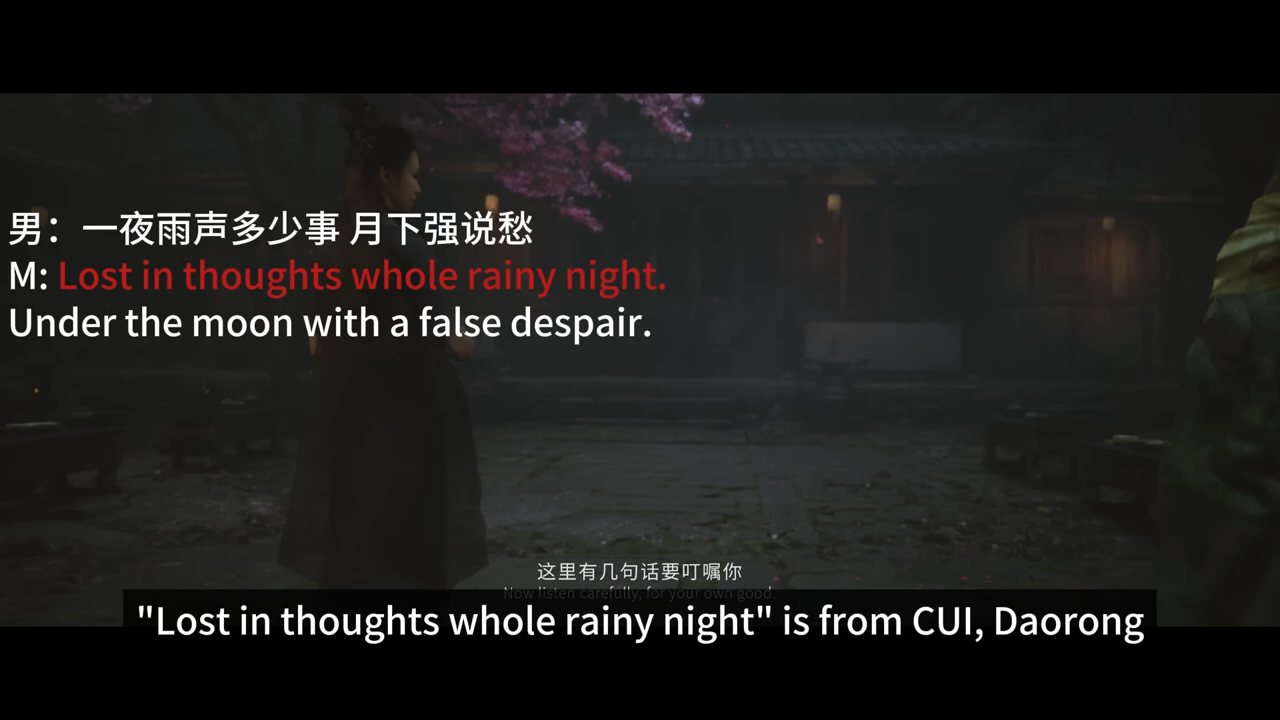 男：一夜雨声多少事 月下强说愁
M: Lost in thoughts whole rainy night.
Under the moon with a false despair.
这里有几句话要叮嘱你
Now listen carefully, for your own good.
"Lost in thoughts whole rainy night" is from CUI, Daorong